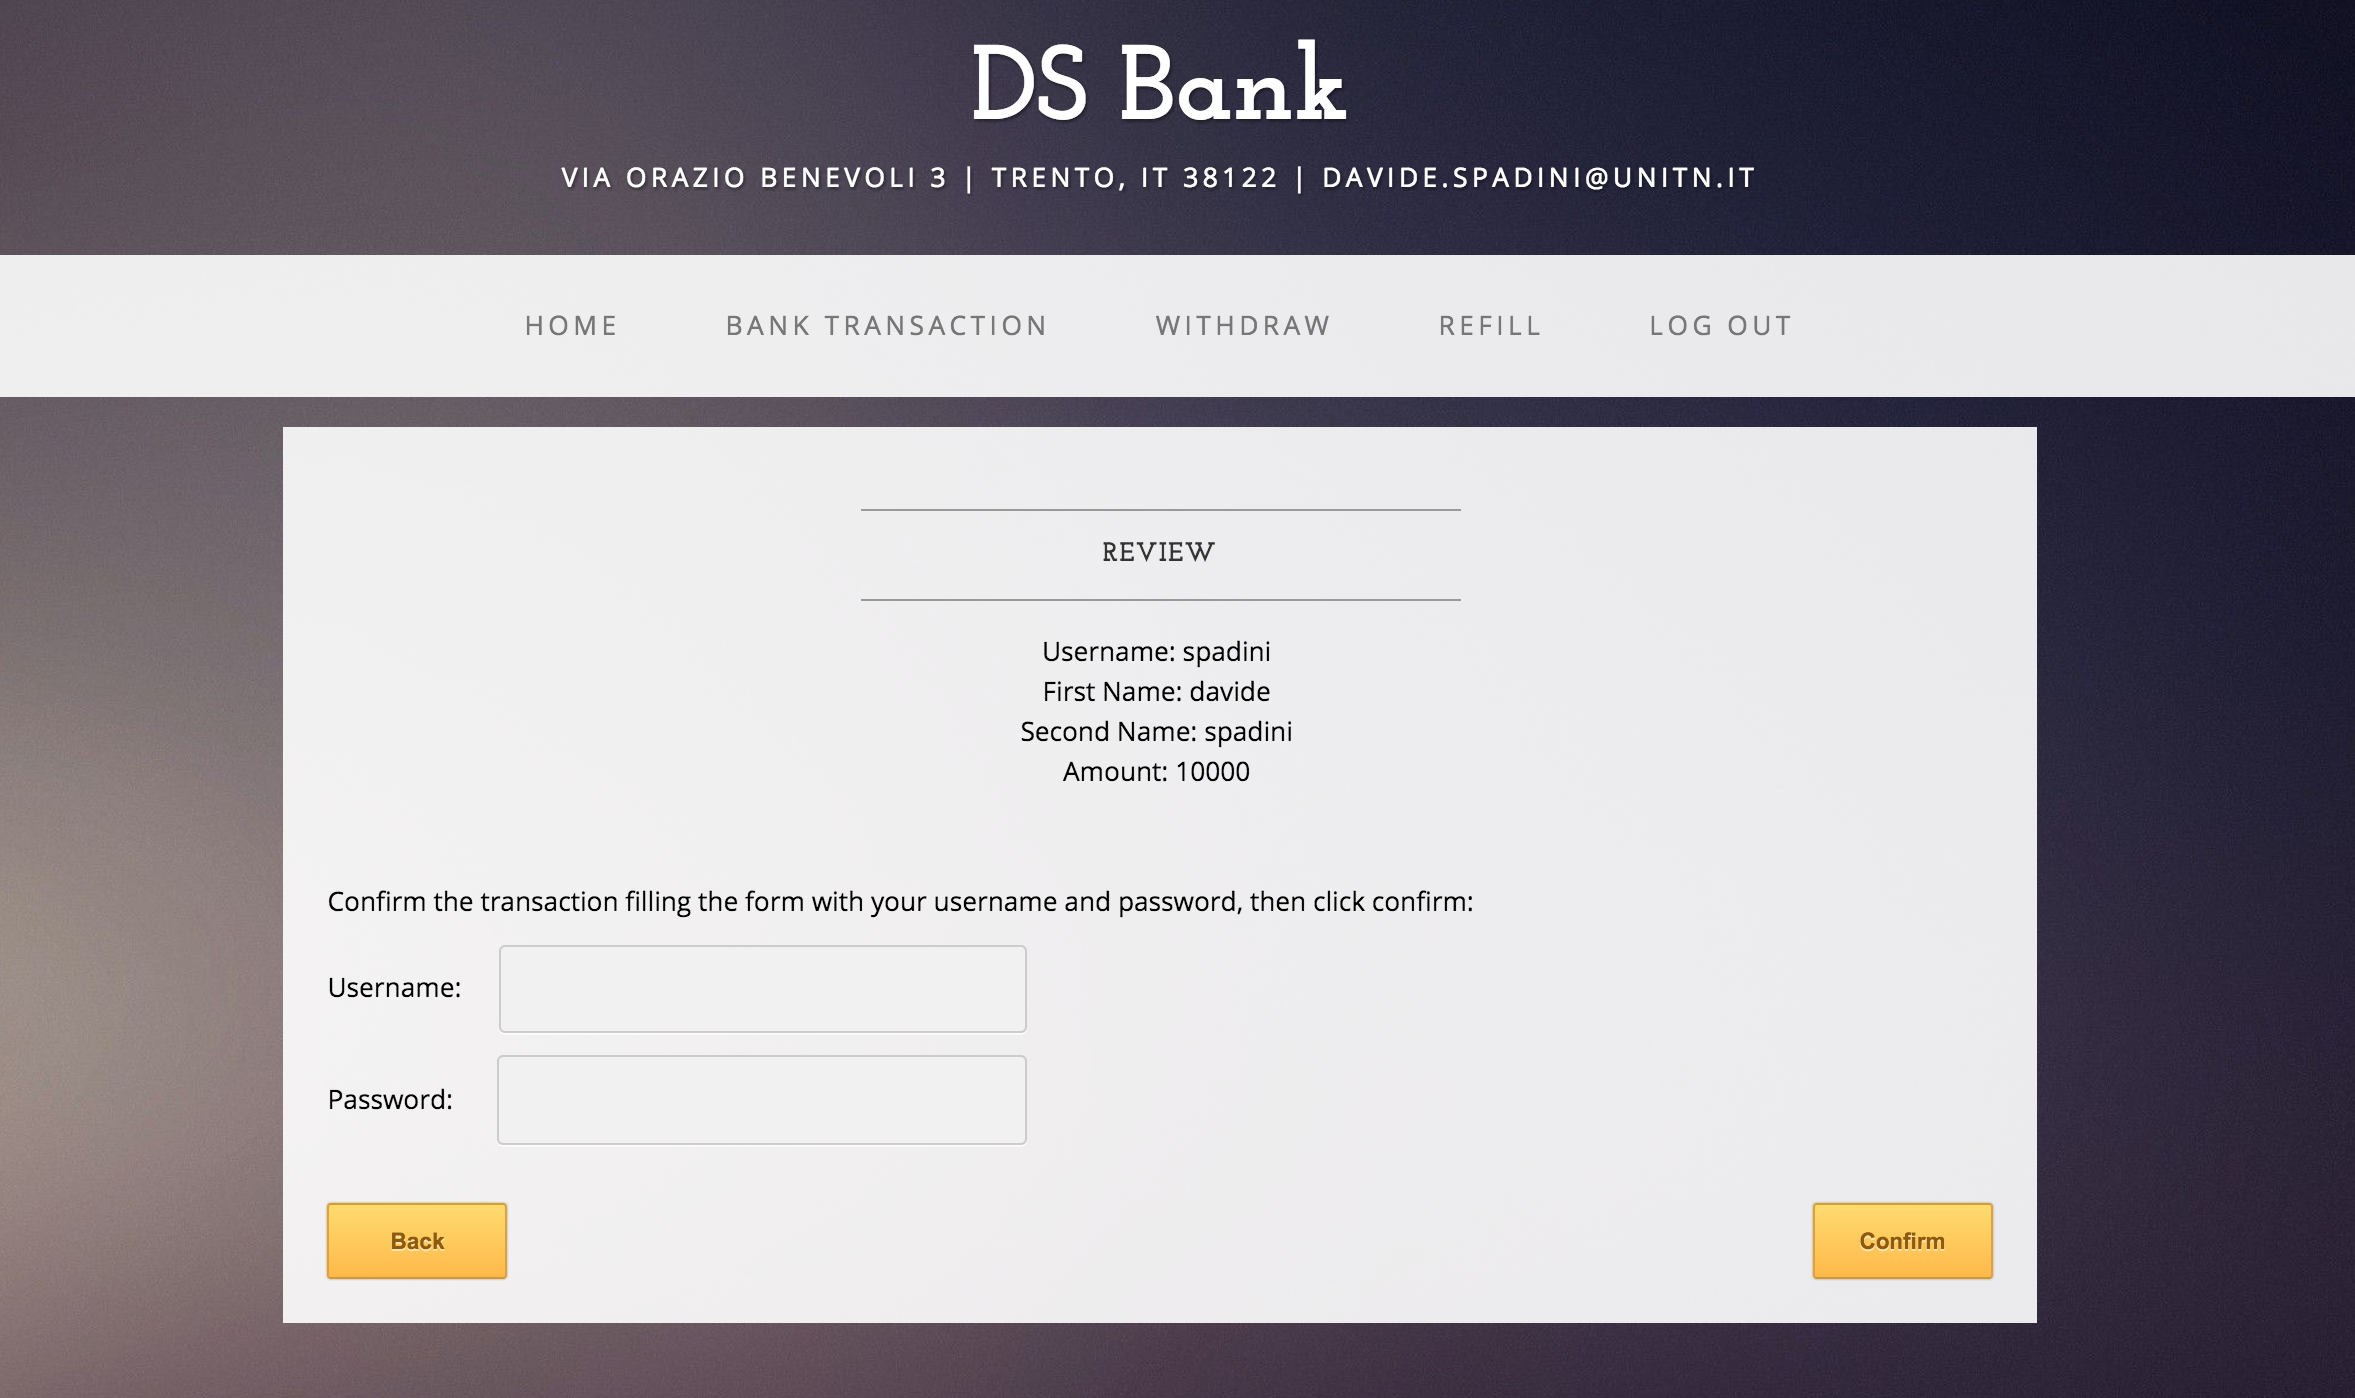 DS Bank
VIA ORAZIO BENEVOLI 3 | TRENTO, IT 38122 | DAVIDE.SPADINI@UNITN.IT
HOME BANK TRANSACTION WITHDRAW REFILL LOG OUT
REVIEW
Username: spadini
First Name: davide
Second Name: spadini
Amount: 10000
Confirm the transaction filling the form with your username and password, then click confirm:
Username:
Password:
Back Confirm